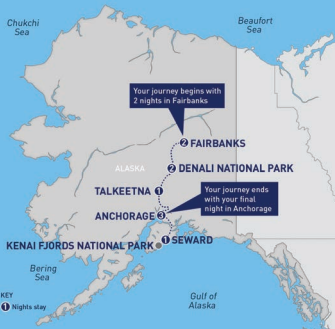 Chukchi
Sea
Beaufort
Sea
Your journey begins with
2 nights in Fairbanks
2 FAIRBANKS
ALASKA
2 DENALI NATIONAL PARK
TALKEETNA 1
Your journey ends
with your final
night in Anchorage
ANCHORAGE 3
1 SEWARD
KENAI FJORDS NATIONAL PARK
Bering
Sea
Gulf of
Alaska
KEY
1 Nights stay